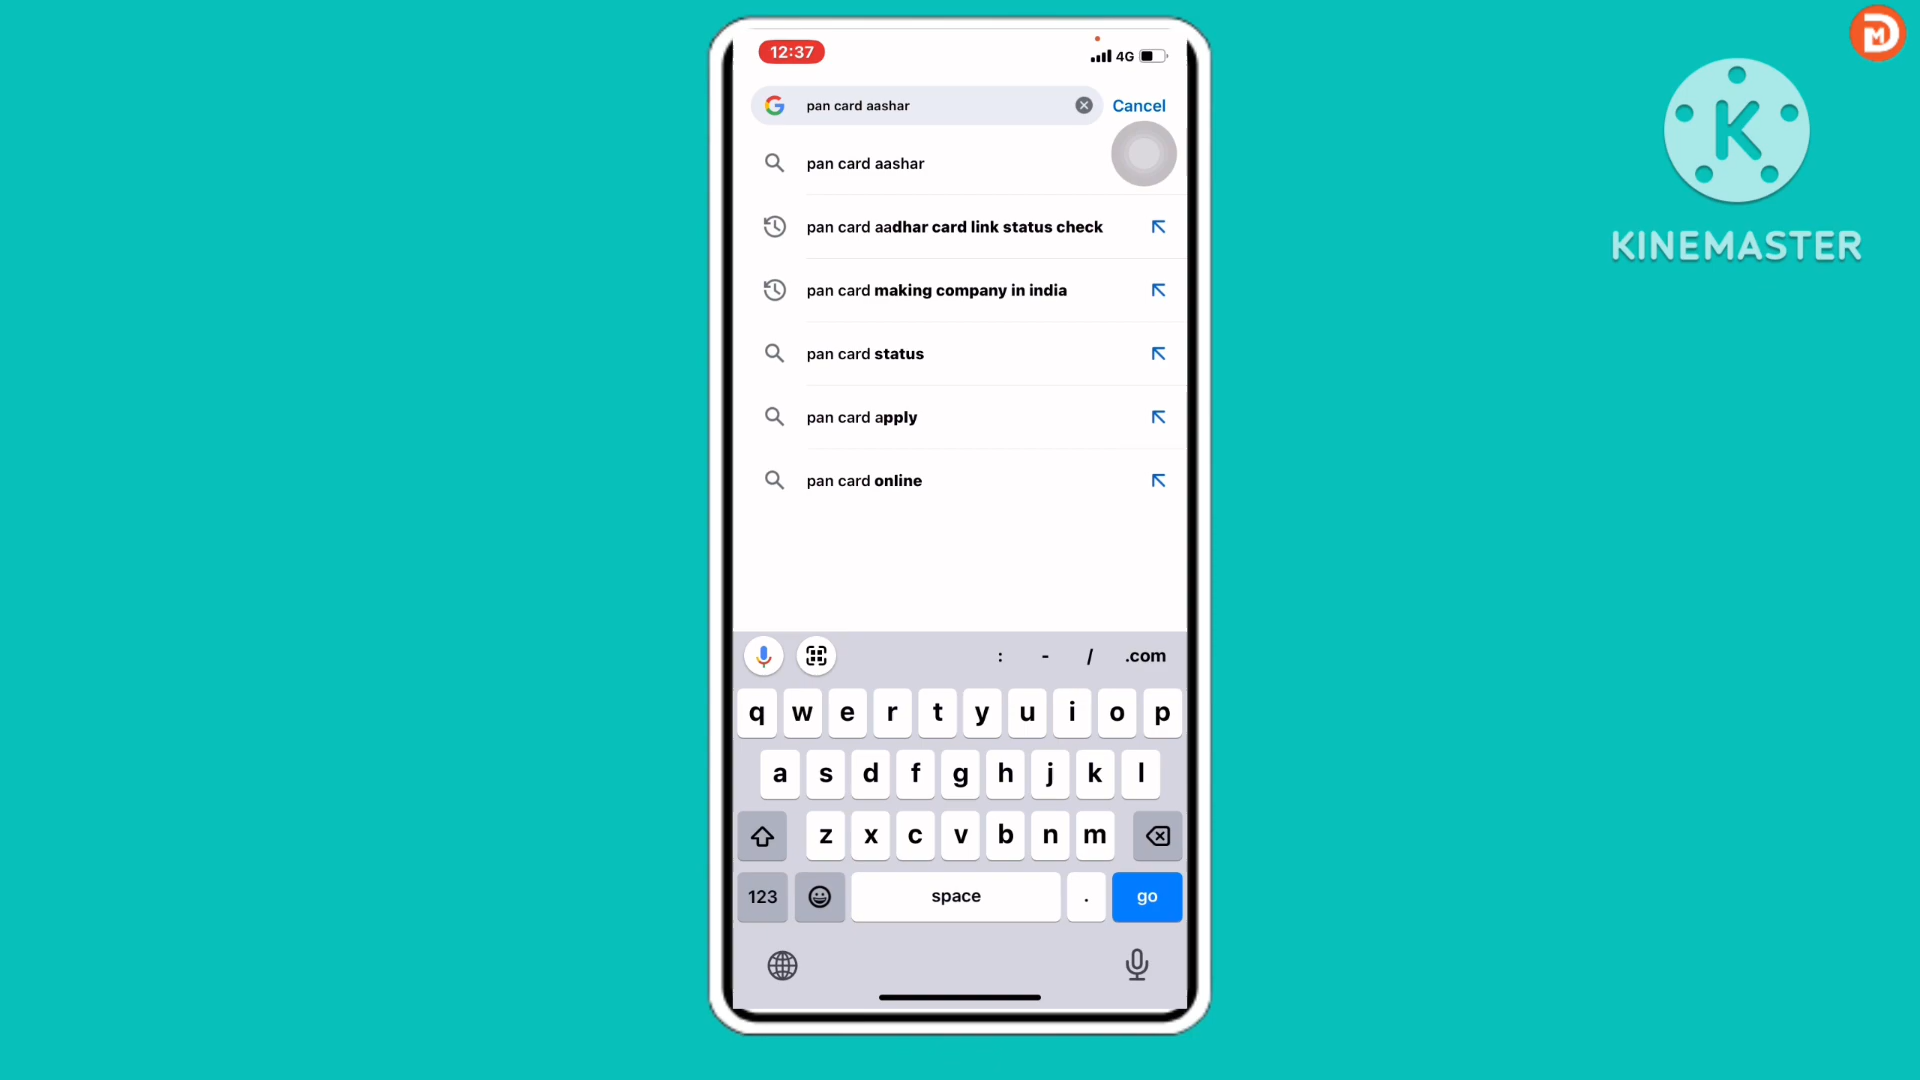 12:37
4G
pan card aashar
Cancel
pan card aashar
pan card aadhar card link status check
pan card making company in india
pan card status
pan card apply
pan card online
: - / .com
q w e r t y u i o p
a s d f g h j k l
z x c v b n m
123 space . go
K
KINEMASTER
D
M